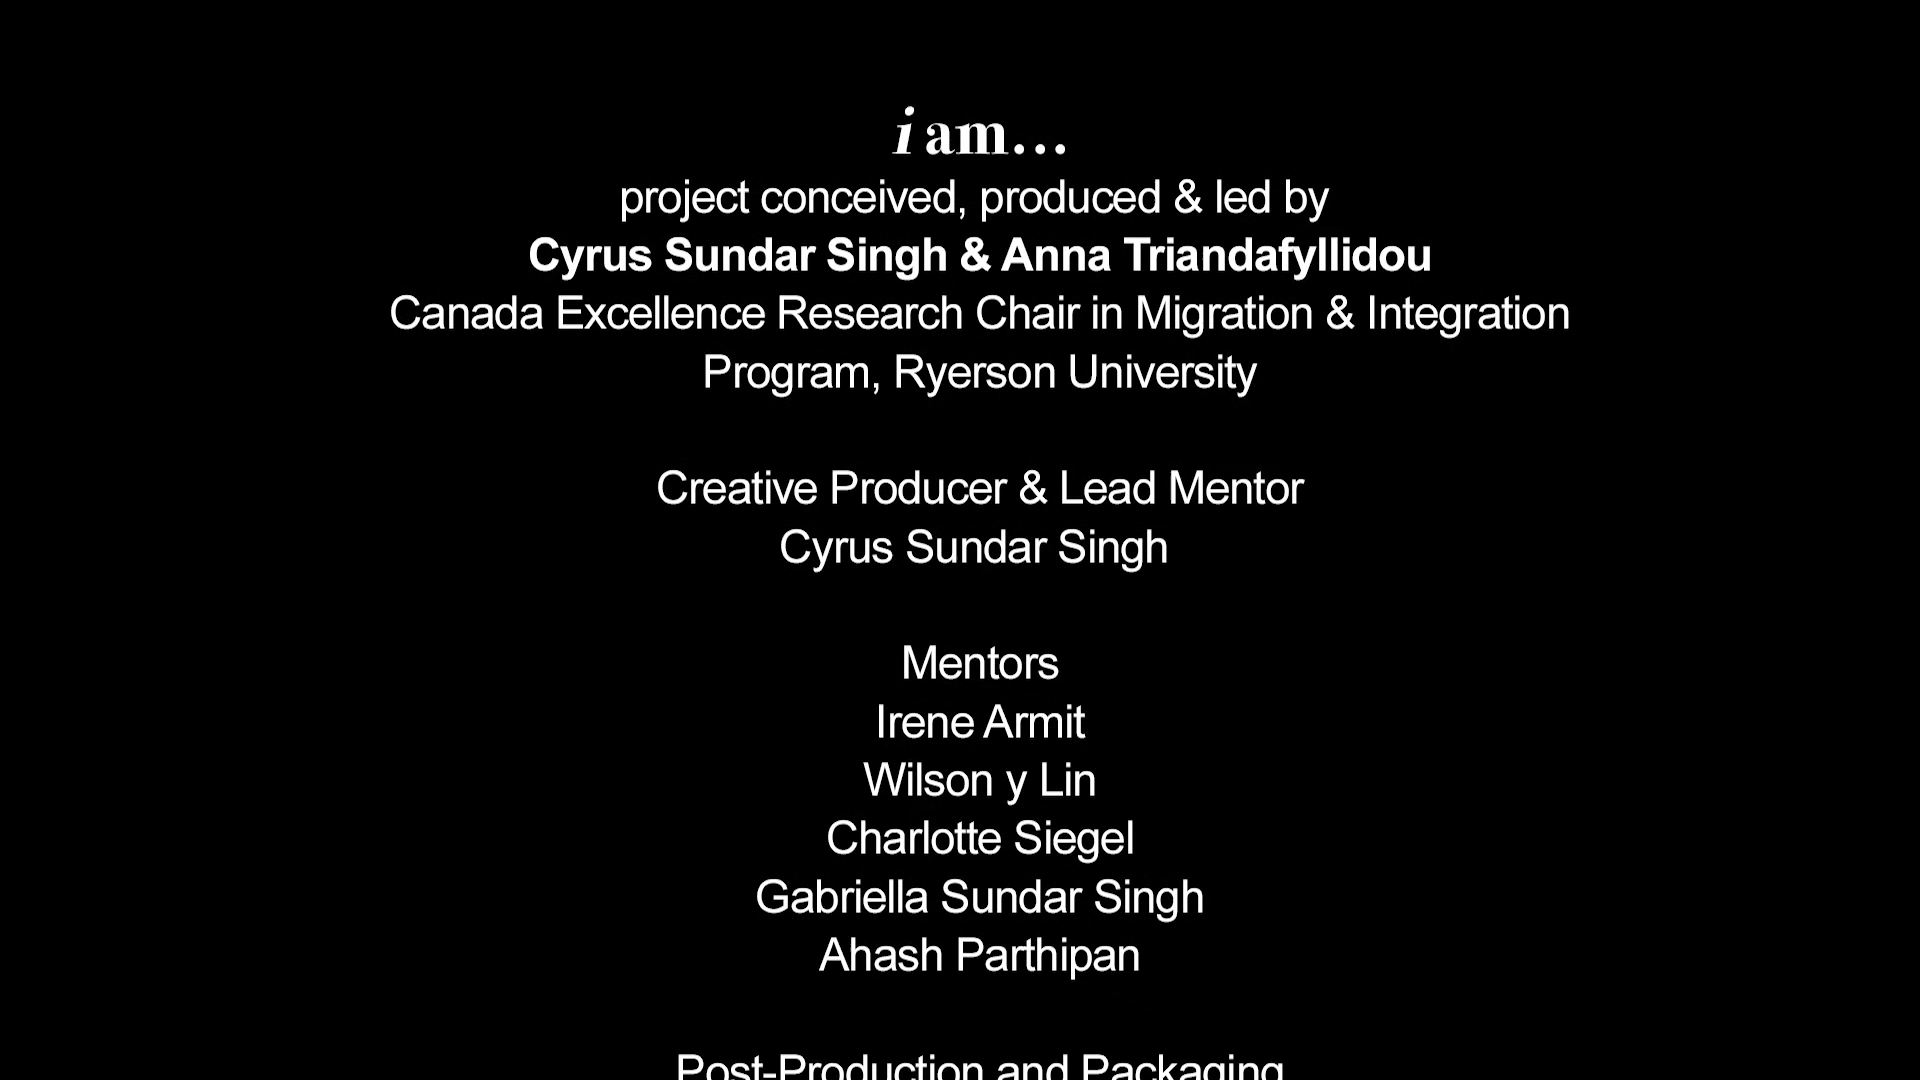 i am...
project conceived, produced & led by
Cyrus Sundar Singh & Anna Triandafyllidou
Canada Excellence Research Chair in Migration & Integration
Program, Ryerson University
Creative Producer & Lead Mentor
Cyrus Sundar Singh
Mentors
Irene Armit
Wilson y Lin
Charlotte Siegel
Gabriella Sundar Singh
Ahash Parthipan
Post-Production and Packaging